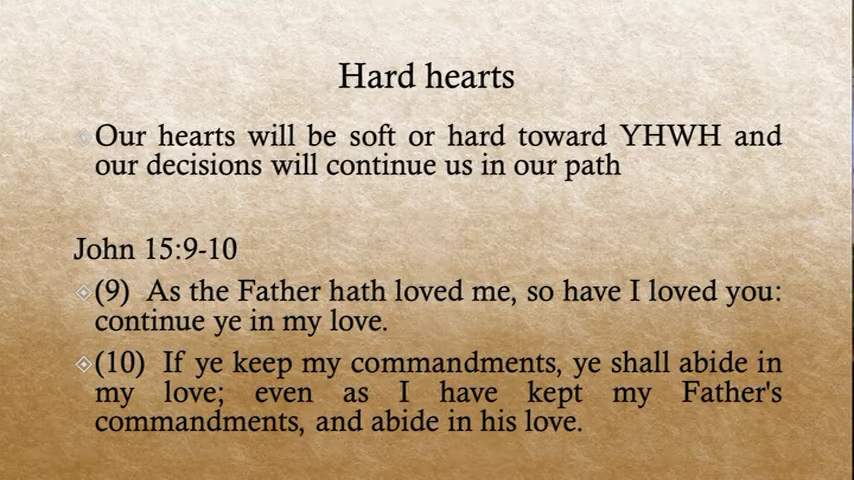 Hard hearts
Our hearts will be soft or hard toward YHWH and
our decisions will continue us in our path
John 15:9-10
(9) As the Father hath loved me, so have I loved you:
continue ye in my love.
(10) If ye keep my commandments, ye shall abide in
my love; even as I have kept my Father's
commandments, and abide in his love.